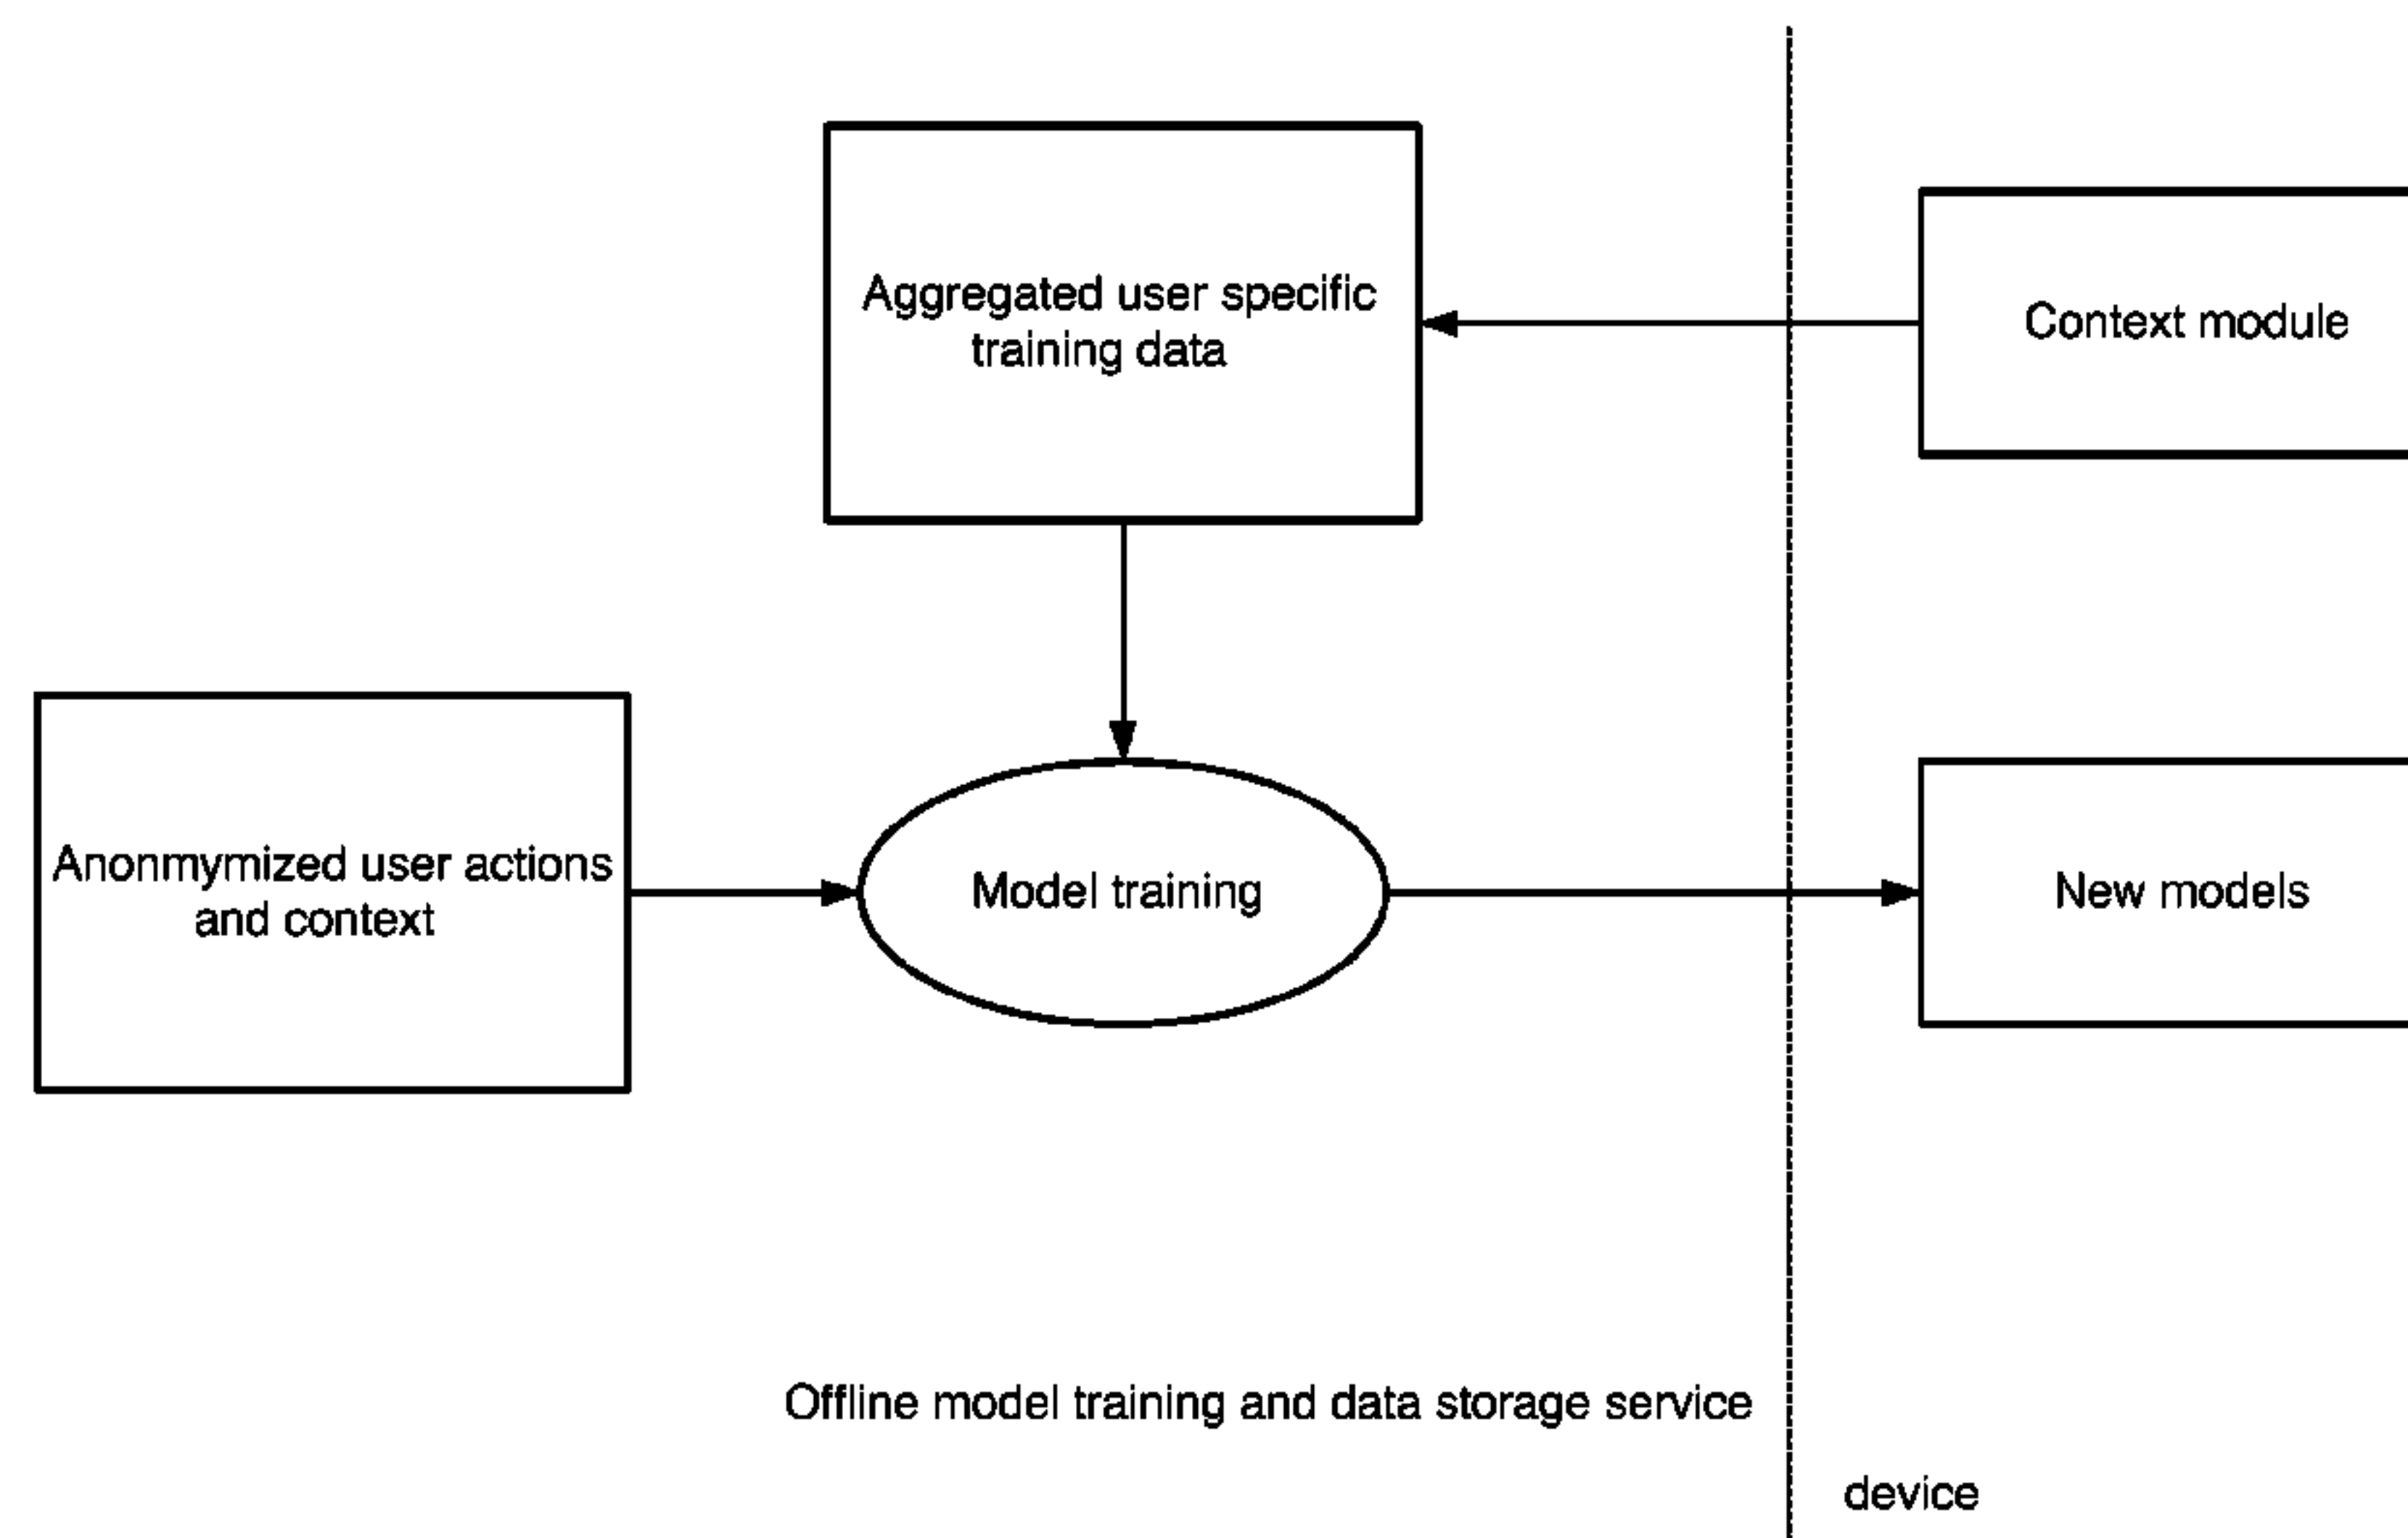 Aggregated user specific
training data
Context module
Anonmymized user actions
and context
Model training
New models
Offline model training and data storage service
device